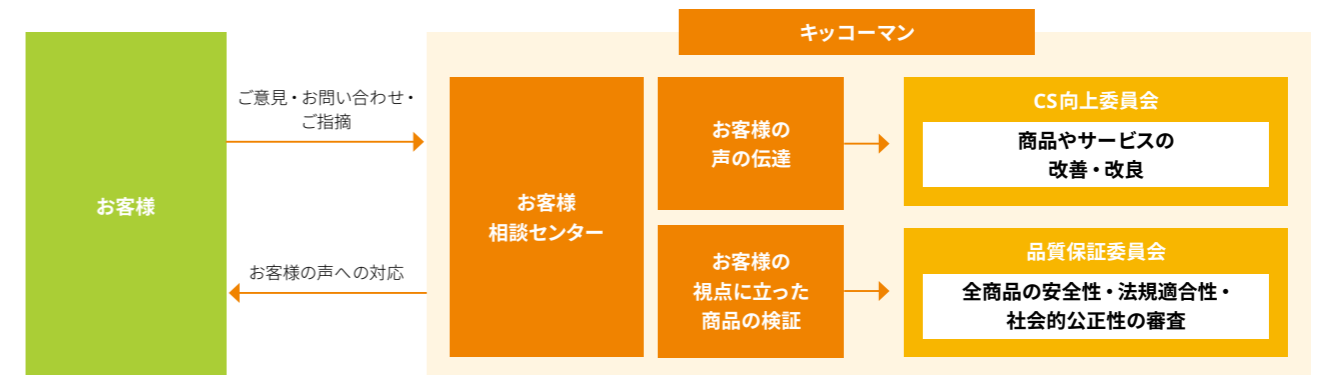 キッコーマン
ご意見・お問い合わせ・
ご指摘
お客様
お客様の声への対応
お客様
相談センター
お客様の
声の伝達
CS向上委員会
商品やサービスの
改善・改良
お客様の
視点に立った
商品の検証
品質保証委員会
全商品の安全性・法規適合性・
社会的公正性の審査